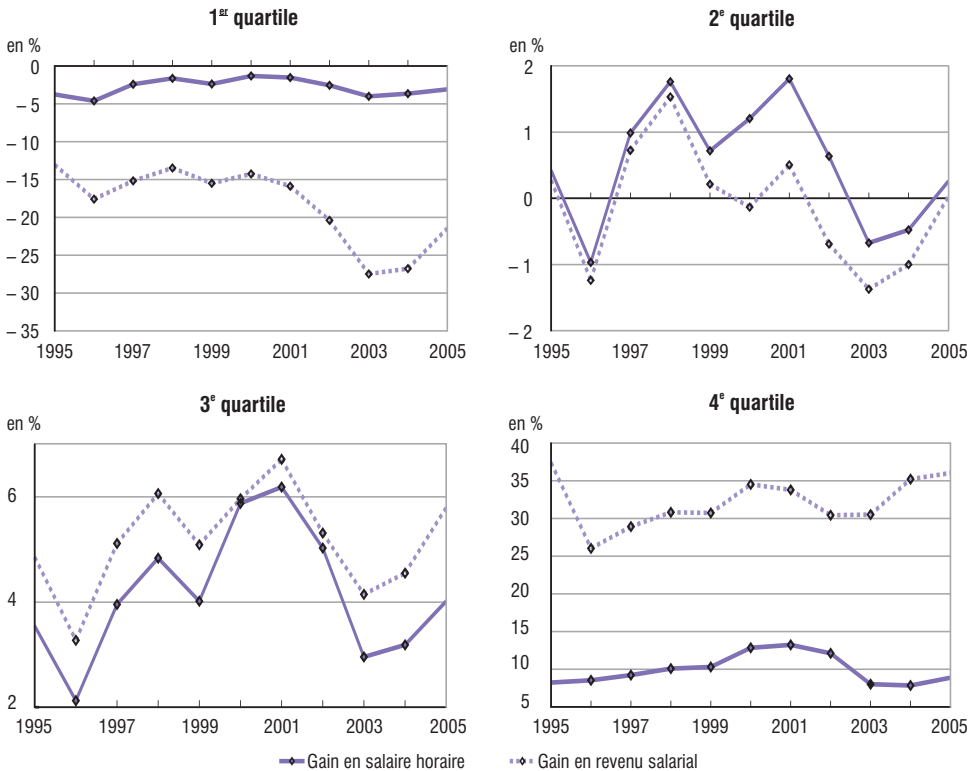 1er quartile
en %
0
– 5
– 10
– 15
– 20
– 25
– 30
– 35
1995 1997 1999 2001 2003 2005
2e quartile
en %
2
1
0
– 1
– 2
1995 1997 1999 2001 2003 2005
3e quartile
en %
6
4
2
1995 1997 1999 2001 2003 2005
4e quartile
en %
40
35
30
25
20
15
10
5
1995 1997 1999 2001 2003 2005
Gain en salaire horaire Gain en revenu salarial